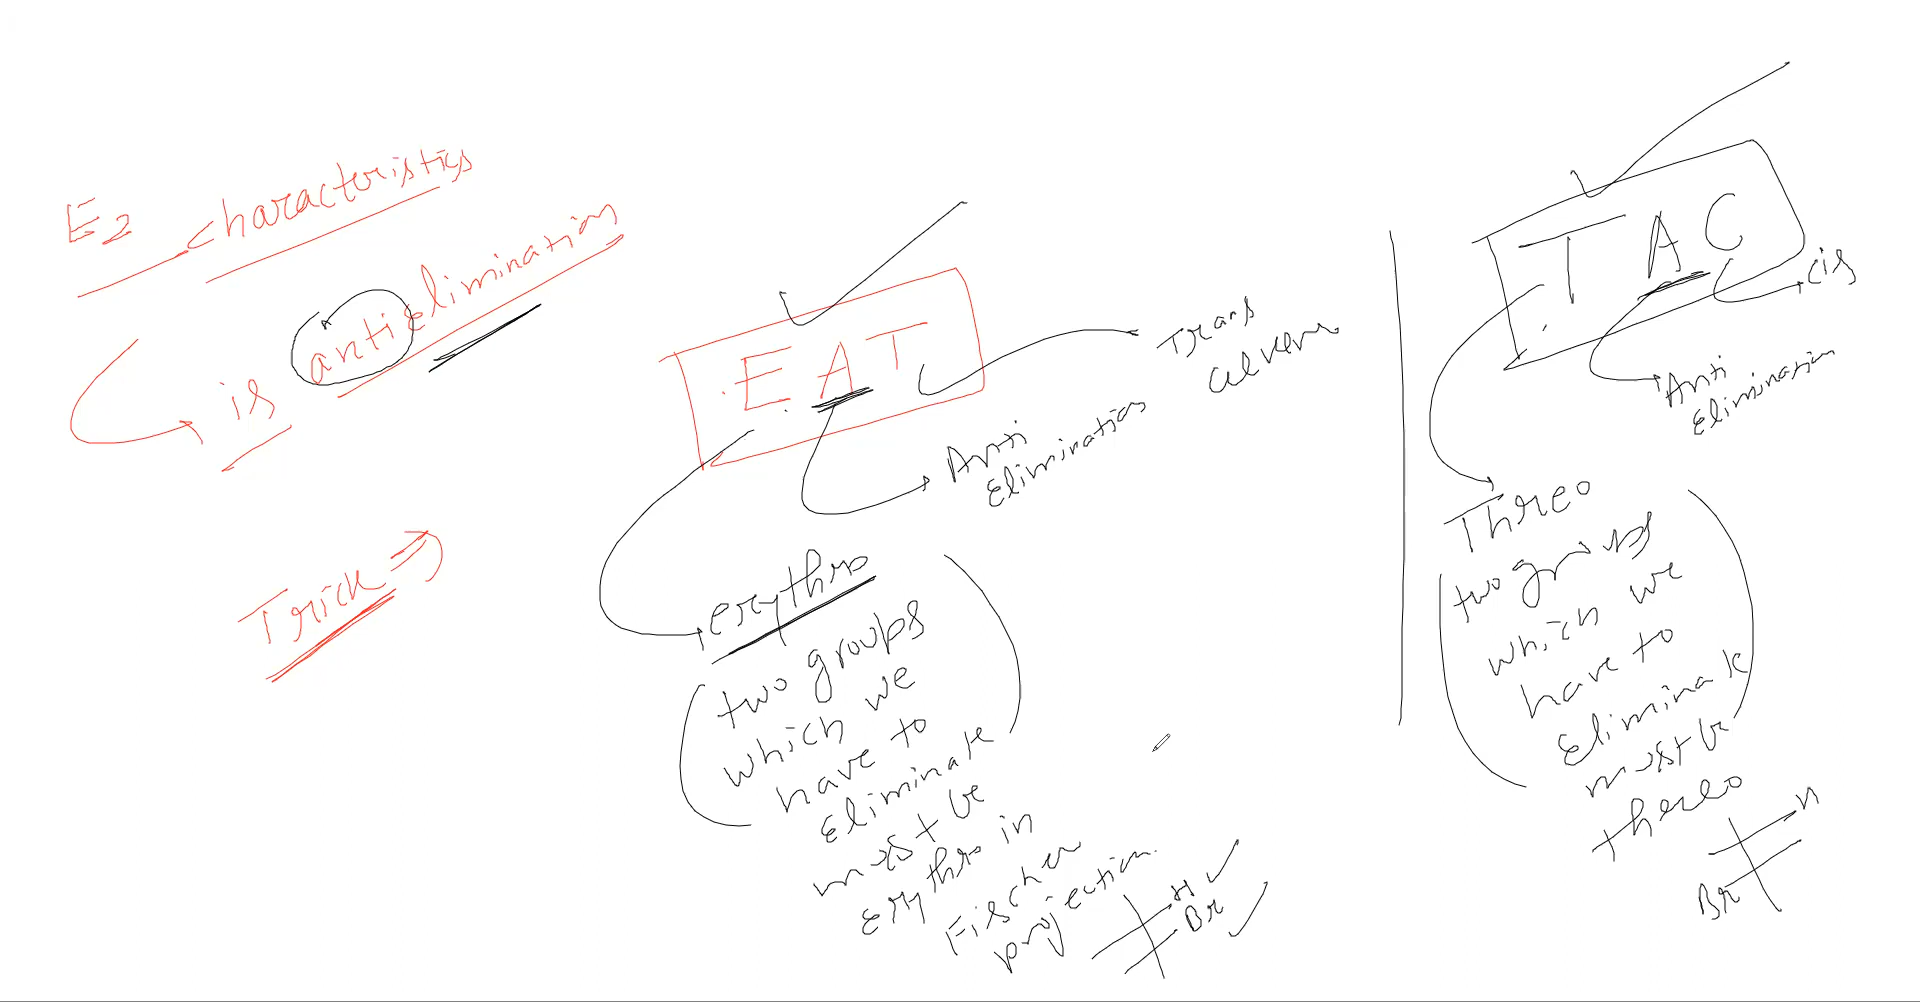 E2 characteristics
is anti elimination
Trick ⇒
EAT
Trans
alkene
Anti
Elimination
erythro
two groups
which we
have to
Eliminate
must be
erythro in
Fischer
projection.
H
Br
TAC
cis
Anti
Elimination
Threo
two groups
which we
have to
Eliminate
must be
threo
H
Br